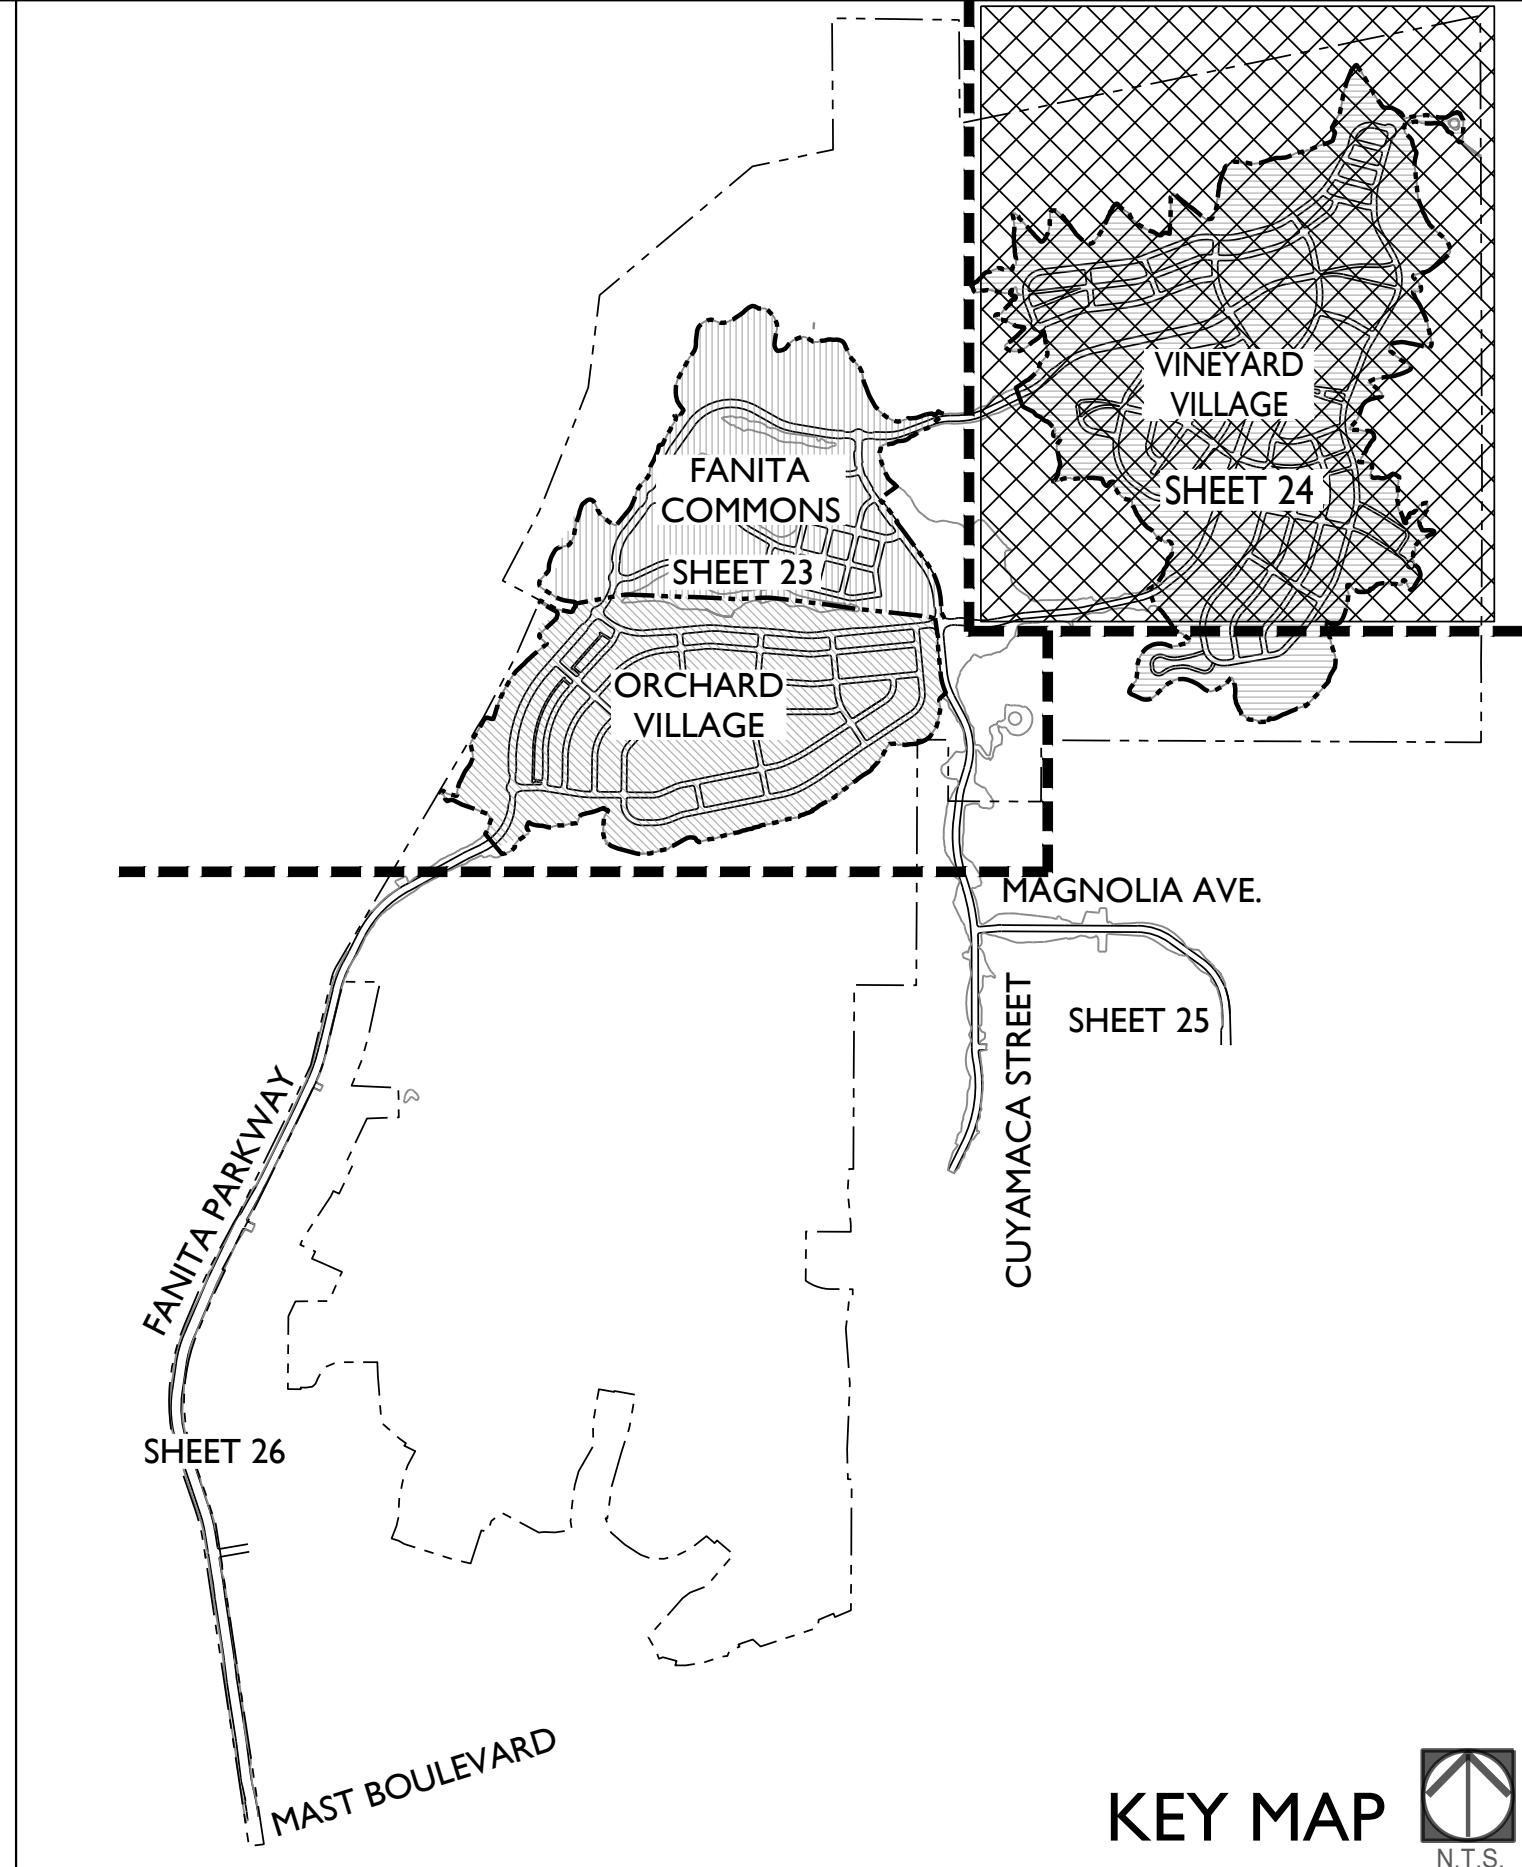 VINEYARD
VILLAGE
SHEET 24
FANITA
COMMONS
SHEET 23
ORCHARD
VILLAGE
MAGNOLIA AVE.
SHEET 25
CUYAMACA STREET
FANITA PARKWAY
SHEET 26
MAST BOULEVARD
KEY MAP
N.T.S.